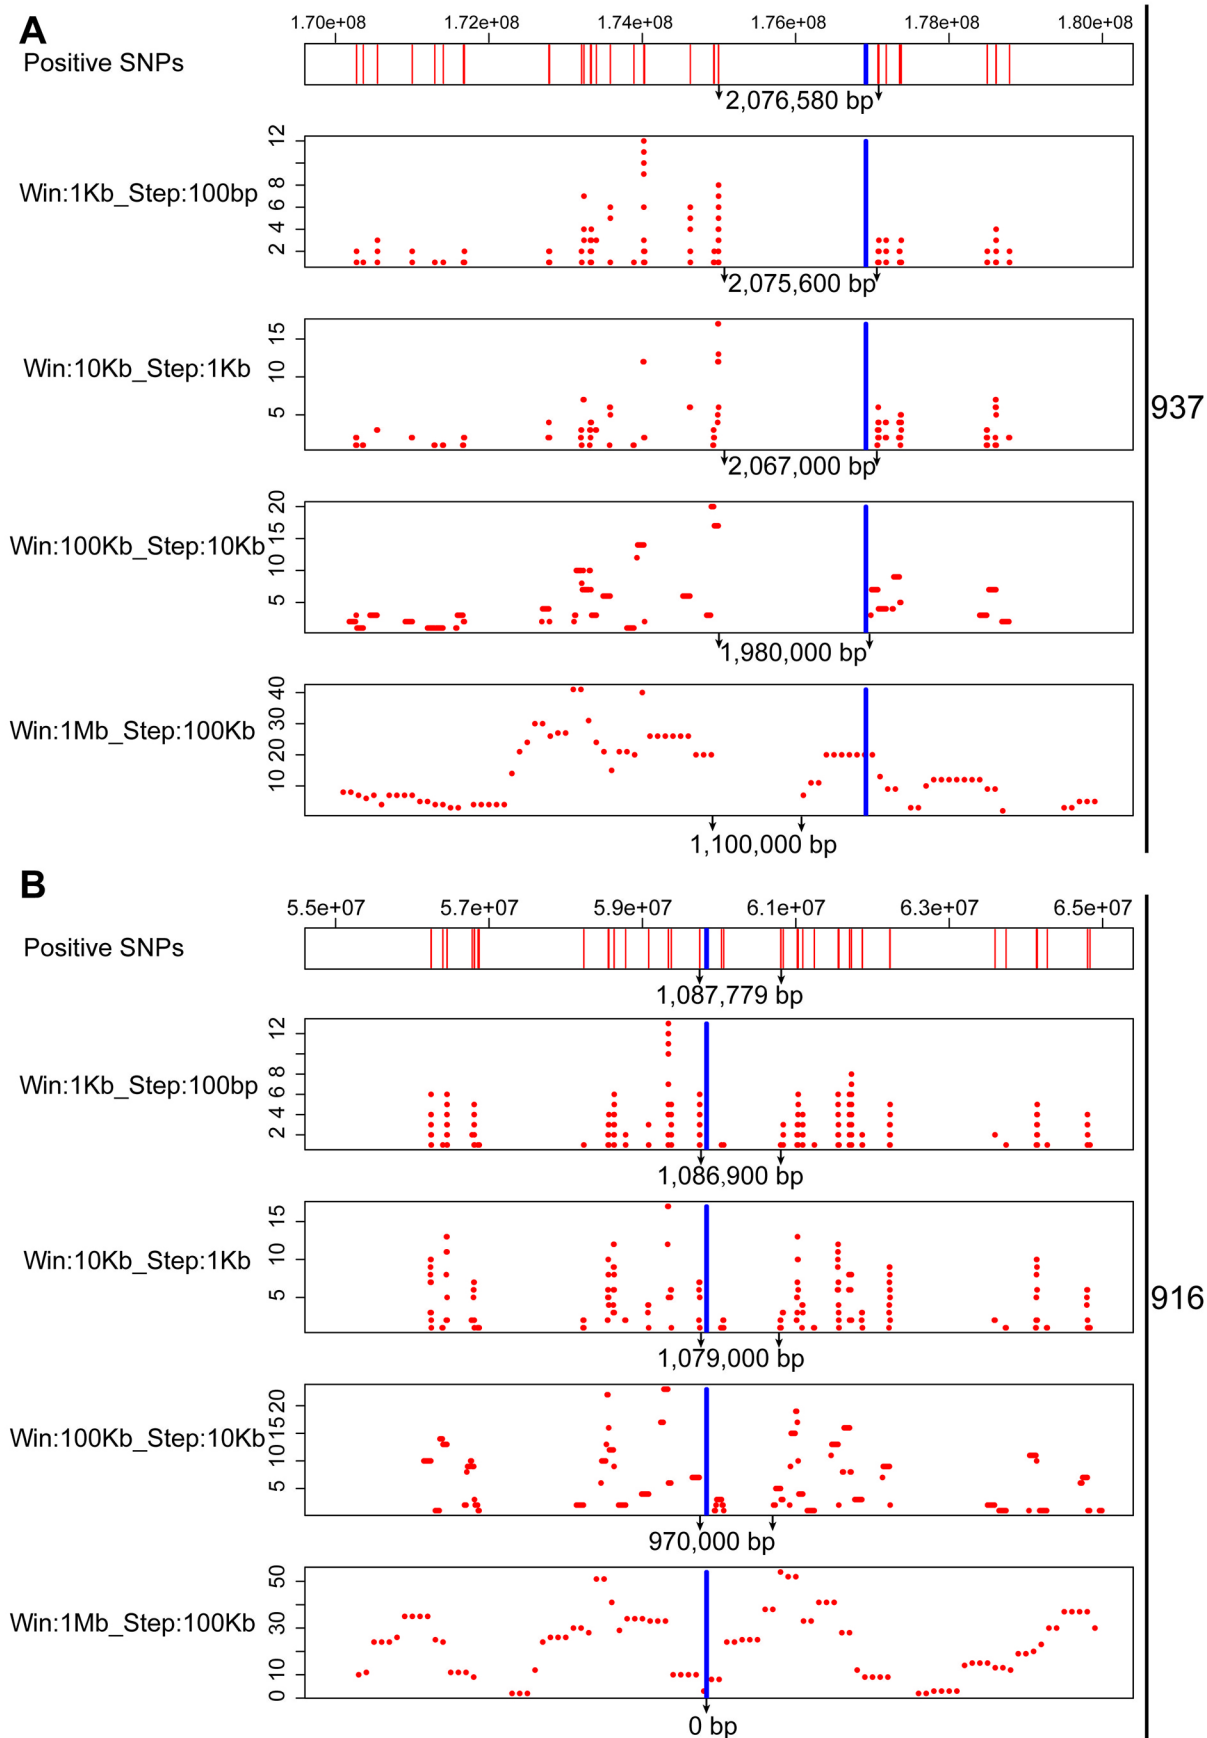 A
1.70e+08 1.72e+08 1.74e+08 1.76e+08 1.78e+08 1.80e+08
Positive SNPs
2,076,580 bp
Win:1Kb_Step:100bp
2 4 6 8 12
2,075,600 bp
Win:10Kb_Step:1Kb
5 10 15
937
2,067,000 bp
Win:100Kb_Step:10Kb
5 10 15 20
1,980,000 bp
Win:1Mb_Step:100Kb
10 20 30 40
1,100,000 bp
B
5.5e+07 5.7e+07 5.9e+07 6.1e+07 6.3e+07 6.5e+07
Positive SNPs
1,087,779 bp
Win:1Kb_Step:100bp
2 4 6 8 12
1,086,900 bp
Win:10Kb_Step:1Kb
5 10 15
916
1,079,000 bp
Win:100Kb_Step:10Kb
5 10 15 20
970,000 bp
Win:1Mb_Step:100Kb
0 10 30 50
0 bp